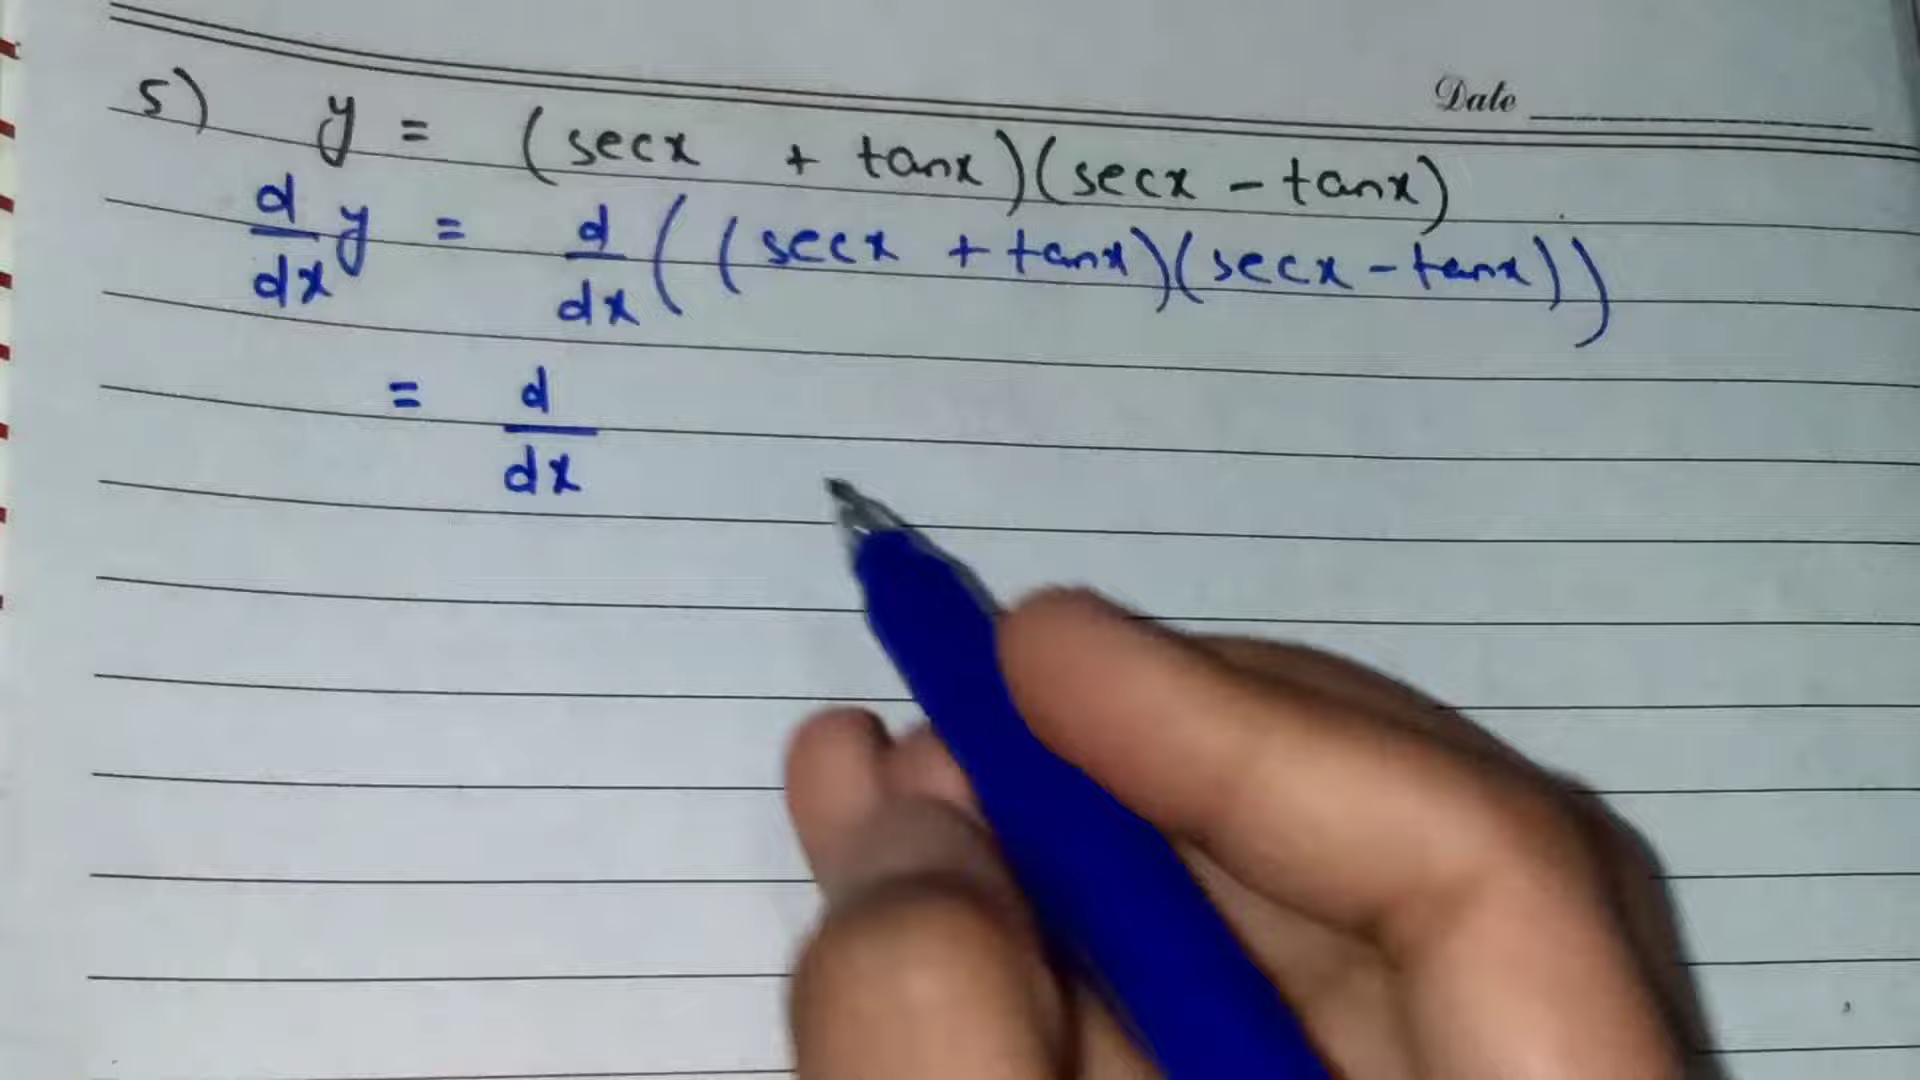 Date
5) y = (secx + tanx)(secx - tanx)
d/dx y = d/dx ((secx + tanx)(secx - tanx))
= d/dx